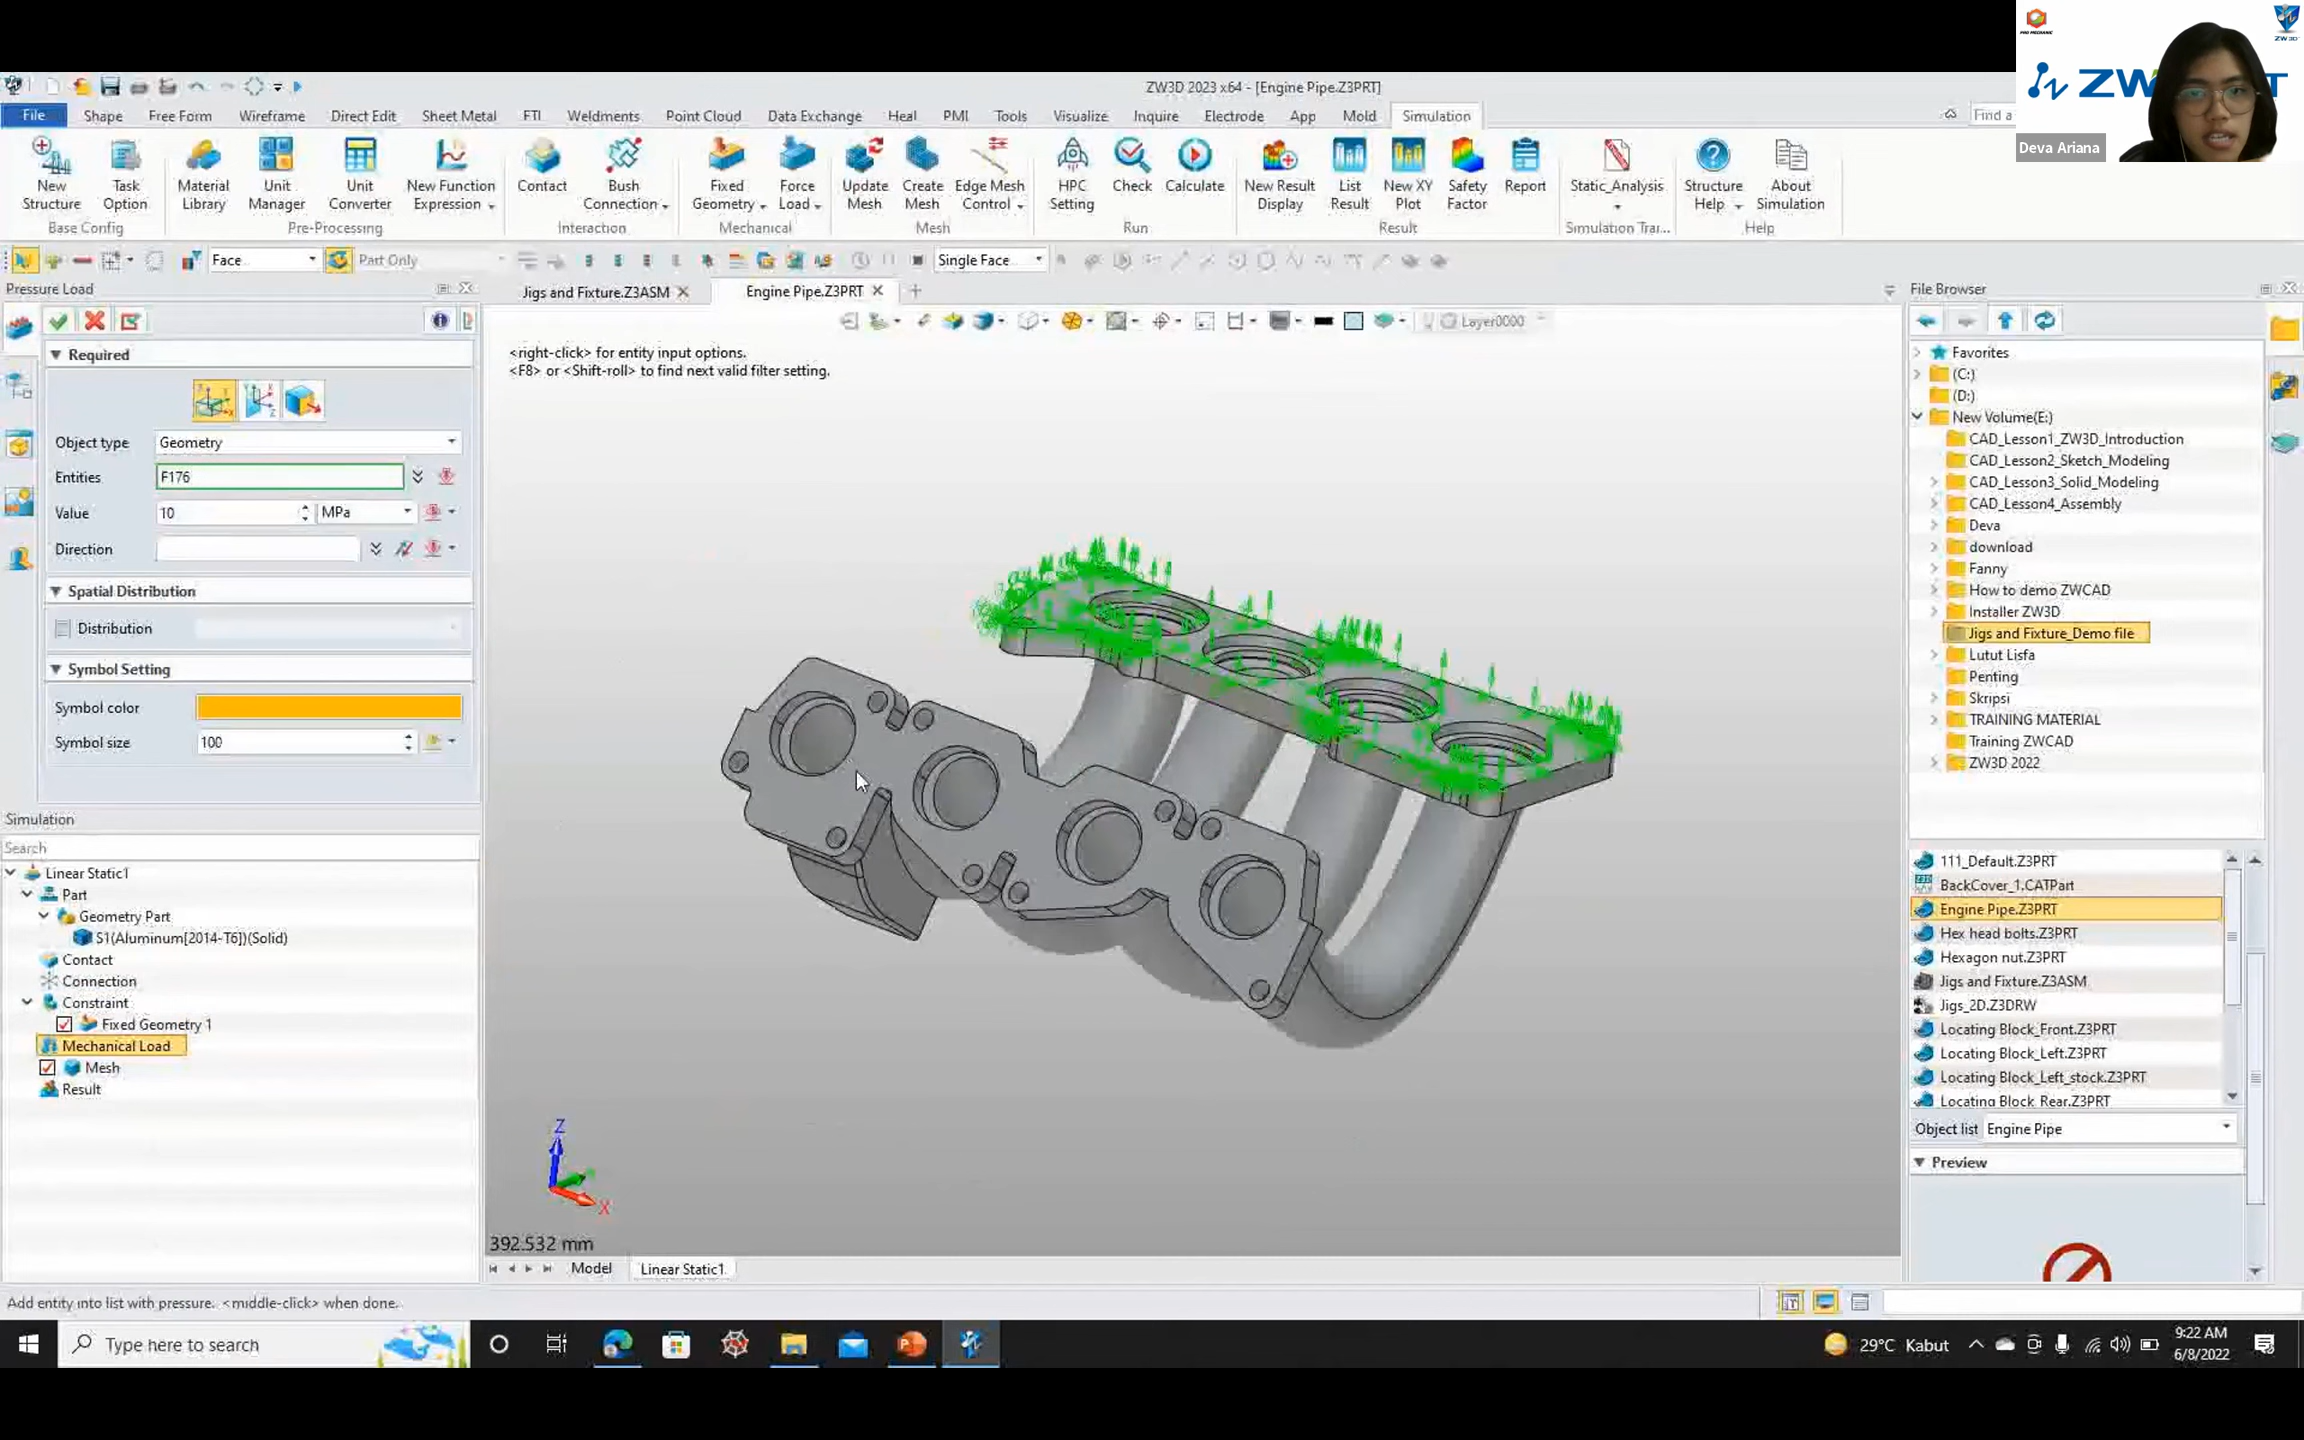 ZW3D 2023 x64 - [Engine Pipe.Z3PRT]
File Shape Free Form Wireframe Direct Edit Sheet Metal FTI Weldments Point Cloud Data Exchange Heal PMI Tools Visualize Inquire Electrode App Mold Simulation Find a
New Structure
Task Option
Base Config
Material Library
Unit Manager
Unit Converter
New Function Expression
Pre-Processing
Contact
Bush Connection
Interaction
Fixed Geometry
Force Load
Mechanical
Update Mesh
Create Mesh
Edge Mesh Control
Mesh
HPC Setting
Check
Calculate
Run
New Result Display
List Result
New XY Plot
Safety Factor
Report
Result
Static_Analysis
Simulation Trai...
Structure Help
About Simulation
Help
Deva Ariana
Face
Part Only
Single Face
Pressure Load
Jigs and Fixture.Z3ASM
Engine Pipe.Z3PRT
Layer0000
<right-click> for entity input options.
<F8> or <Shift-roll> to find next valid filter setting.
Required
Object type Geometry
Entities F176
Value 10 MPa
Direction
Spatial Distribution
Distribution
Symbol Setting
Symbol color
Symbol size 100
Simulation
Search
Linear Static1
Part
Geometry Part
S1(Aluminum[2014-T6])(Solid)
Contact
Connection
Constraint
Fixed Geometry 1
Mechanical Load
Mesh
Result
Z
X
392.532 mm
Model Linear Static1
File Browser
Favorites
(C:)
(D:)
New Volume(E:)
CAD_Lesson1_ZW3D_Introduction
CAD_Lesson2_Sketch_Modeling
CAD_Lesson3_Solid_Modeling
CAD_Lesson4_Assembly
Deva
download
Fanny
How to demo ZWCAD
Installer ZW3D
Jigs and Fixture_Demo file
Lutut Lisfa
Penting
Skripsi
TRAINING MATERIAL
Training ZWCAD
ZW3D 2022
111_Default.Z3PRT
BackCover_1.CATPart
Engine Pipe.Z3PRT
Hex head bolts.Z3PRT
Hexagon nut.Z3PRT
Jigs and Fixture.Z3ASM
Jigs_2D.Z3DRW
Locating Block_Front.Z3PRT
Locating Block_Left.Z3PRT
Locating Block_Left_stock.Z3PRT
Locating Block_Rear.Z3PRT
Object list Engine Pipe
Preview
Add entity into list with pressure. <middle-click> when done.
Type here to search
29°C Kabut
9:22 AM
6/8/2022